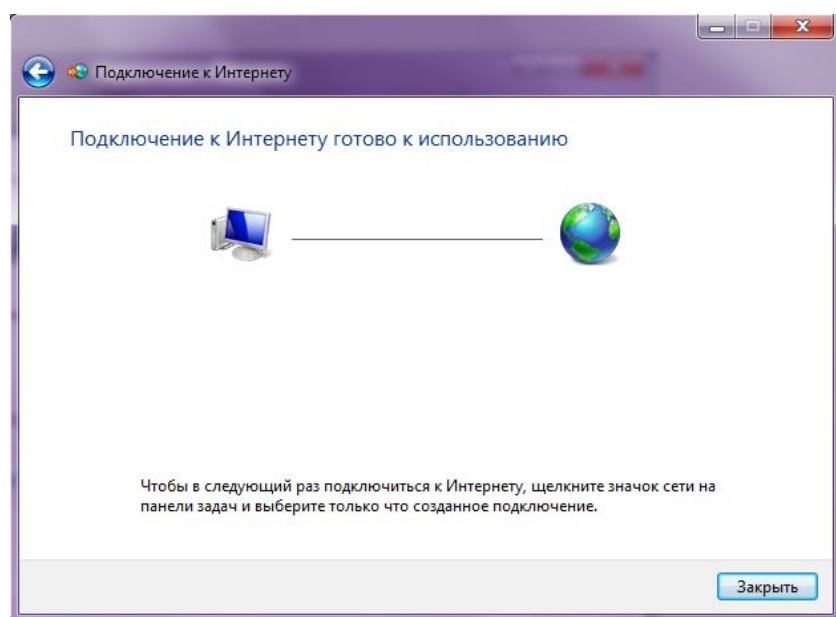 Подключение к Интернету
Подключение к Интернету готово к использованию
Чтобы в следующий раз подключиться к Интернету, щелкните значок сети на
панели задач и выберите только что созданное подключение.
Закрыть